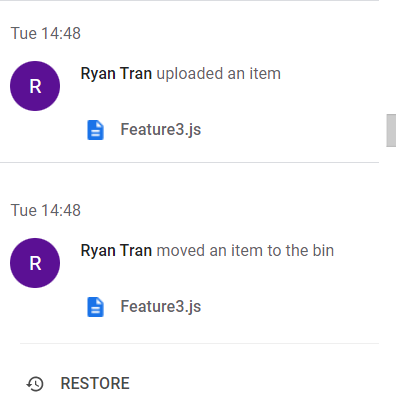 Tue 14:48
R
Ryan Tran uploaded an item
Feature3.js
Tue 14:48
R
Ryan Tran moved an item to the bin
Feature3.js
RESTORE